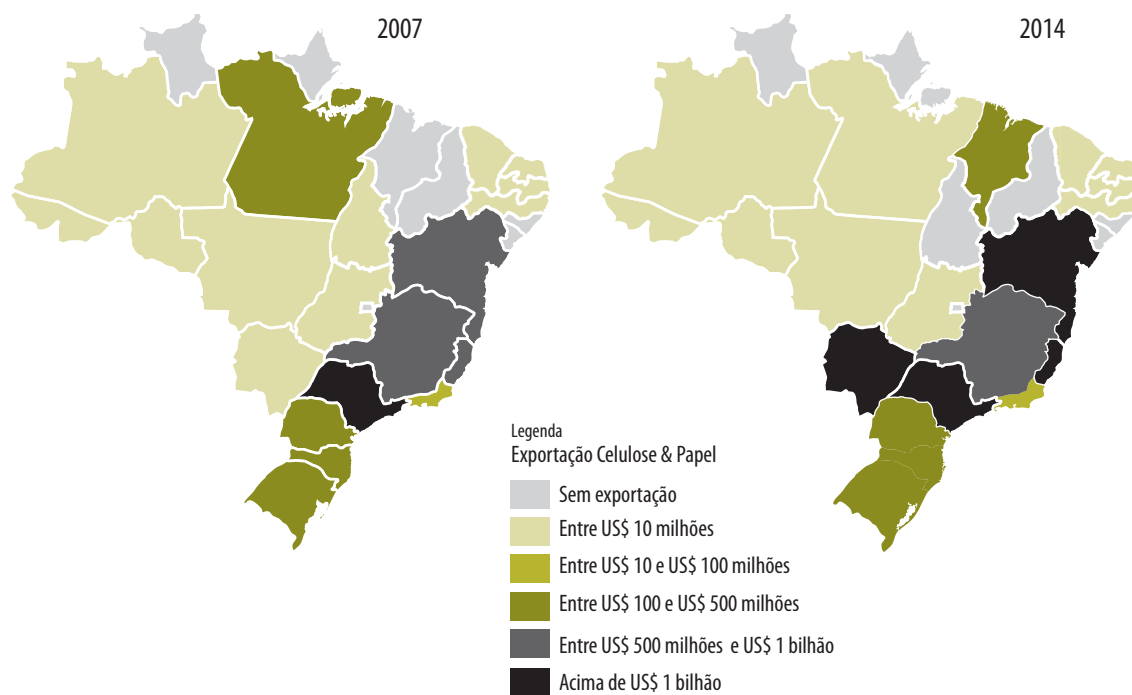 2007
2014
Legenda
Exportação Celulose & Papel
Sem exportação
Entre US$ 10 milhões
Entre US$ 10 e US$ 100 milhões
Entre US$ 100 e US$ 500 milhões
Entre US$ 500 milhões e US$ 1 bilhão
Acima de US$ 1 bilhão